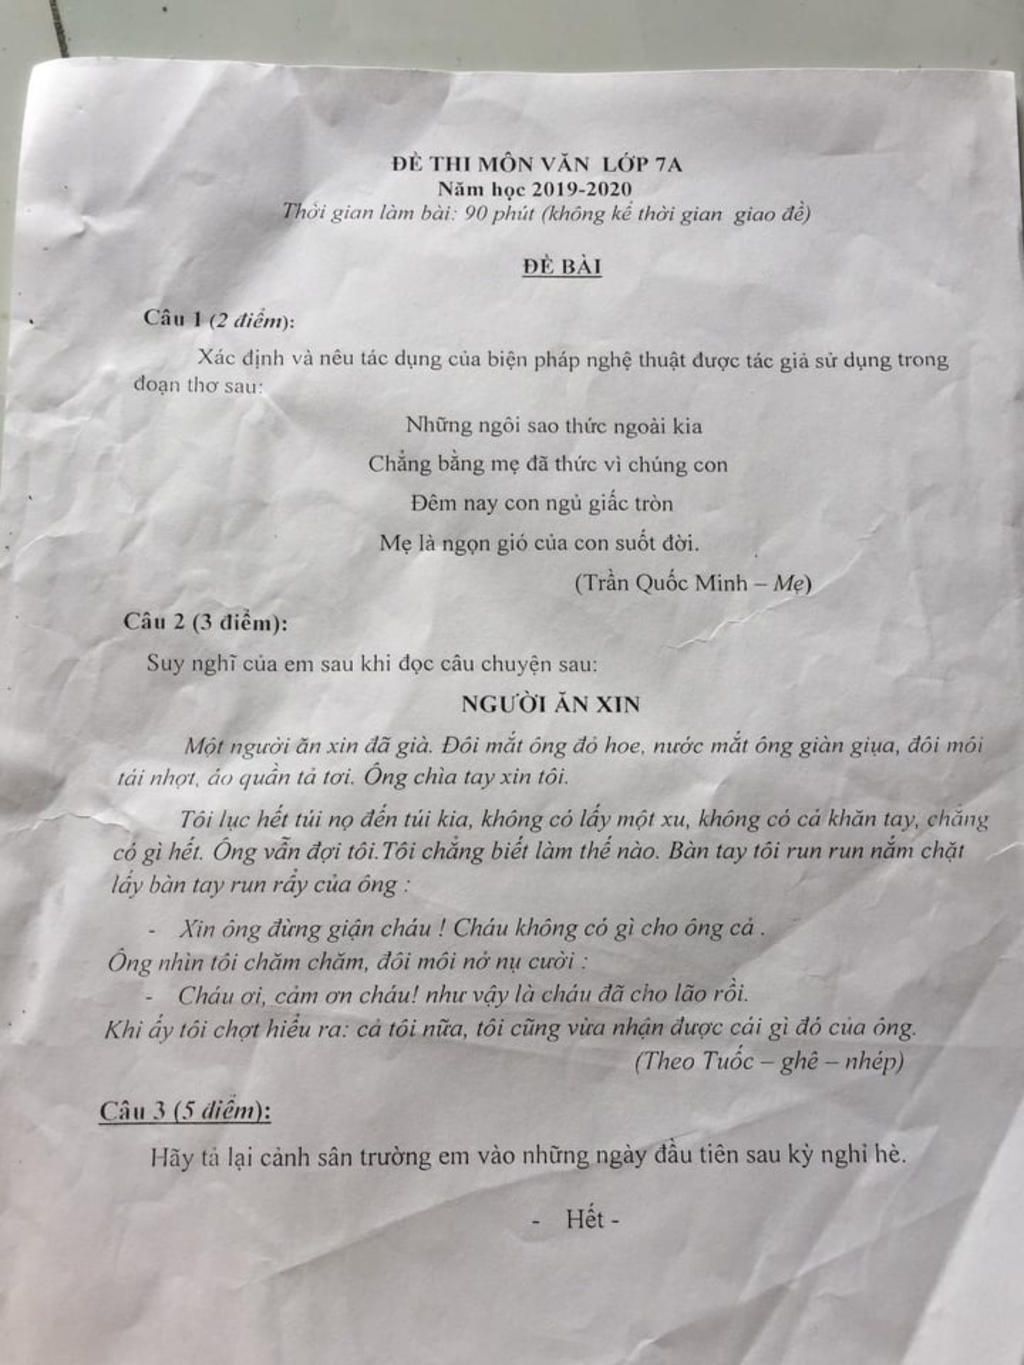 ĐỀ THI MÔN VĂN LỚP 7A
Năm học 2019-2020
Thời gian làm bài: 90 phút (không kể thời gian giao đề)
ĐỀ BÀI
Câu 1 (2 điểm):
Xác định và nêu tác dụng của biện pháp nghệ thuật được tác giả sử dụng trong
đoạn thơ sau:
Những ngôi sao thức ngoài kia
Chẳng bằng mẹ đã thức vì chúng con
Đêm nay con ngủ giấc tròn
Mẹ là ngọn gió của con suốt đời.
(Trần Quốc Minh – Mẹ)
Câu 2 (3 điểm):
Suy nghĩ của em sau khi đọc câu chuyện sau:
NGƯỜI ĂN XIN
Một người ăn xin đã già. Đôi mắt ông đỏ hoe, nước mắt ông giàn giụa, đôi môi
tái nhợt, áo quần tả tơi. Ông chìa tay xin tôi.
Tôi lục hết túi nọ đến túi kia, không có lấy một xu, không có cả khăn tay, chẳng
có gì hết. Ông vẫn đợi tôi.Tôi chẳng biết làm thế nào. Bàn tay tôi run run nắm chặt
lấy bàn tay run rẩy của ông :
- Xin ông đừng giận cháu ! Cháu không có gì cho ông cả .
Ông nhìn tôi chăm chăm, đôi môi nở nụ cười :
- Cháu ơi, cảm ơn cháu! như vậy là cháu đã cho lão rồi.
Khi ấy tôi chợt hiểu ra: cả tôi nữa, tôi cũng vừa nhận được cái gì đó của ông.
(Theo Tuốc – ghê – nhép)
Câu 3 (5 điểm):
Hãy tả lại cảnh sân trường em vào những ngày đầu tiên sau kỳ nghỉ hè.
- Hết -